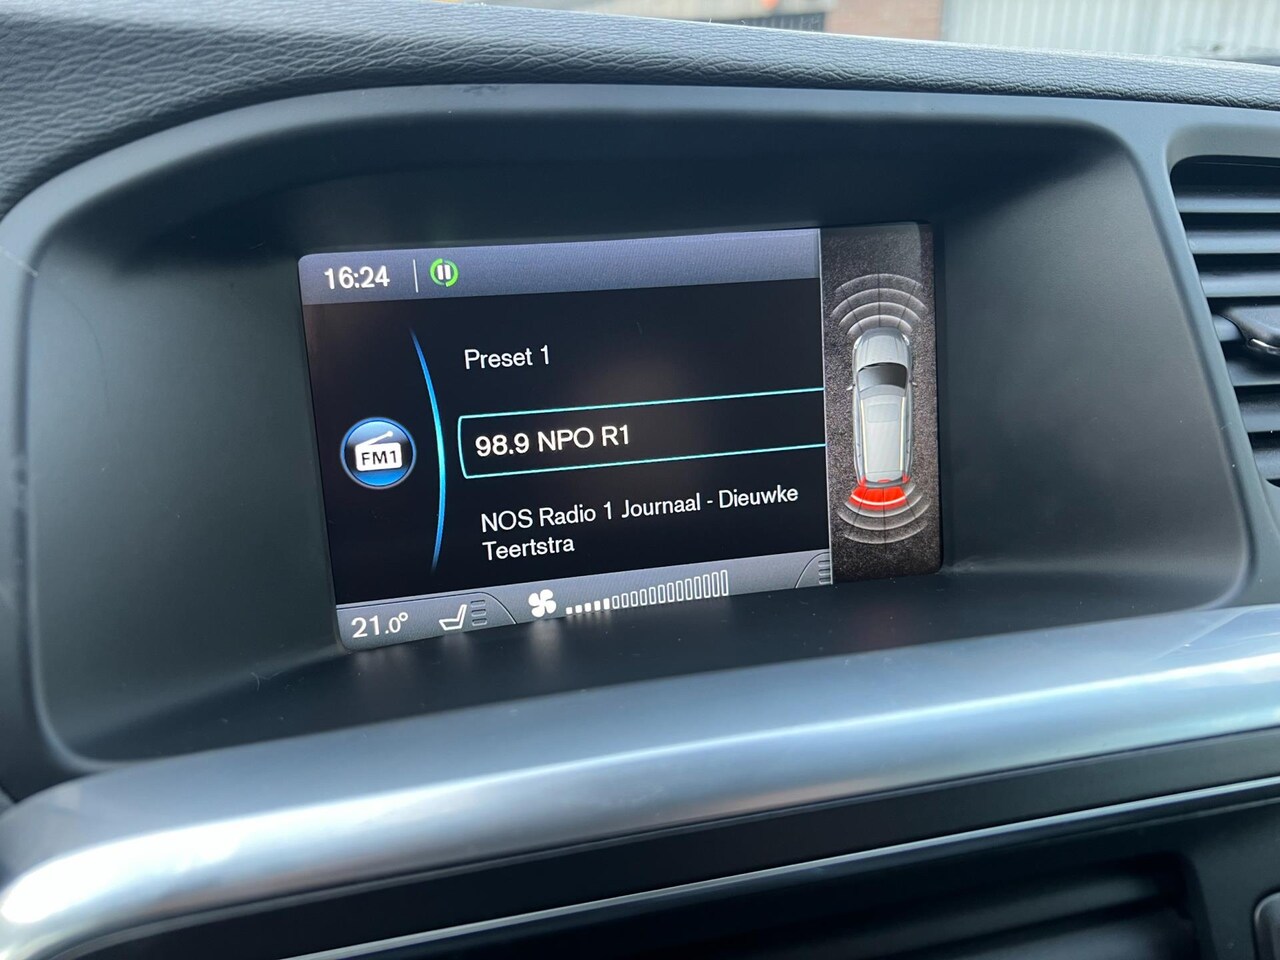 16:24
Preset 1
FM1
98.9 NPO R1
NOS Radio 1 Journaal - Dieuwke
Teertstra
21.0°